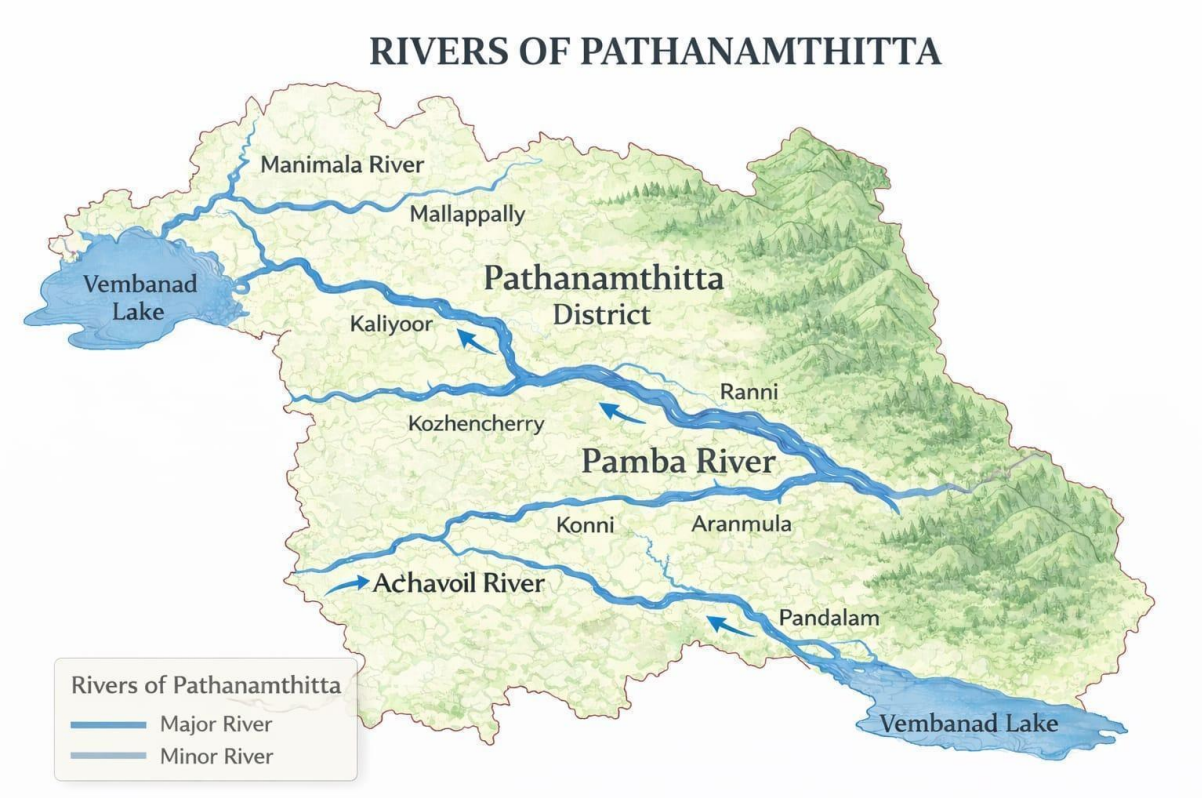 RIVERS OF PATHANAMTHITTA
Manimala River
Mallappally
Vembanad
Lake
Pathanamthitta
District
Kaliyoor
Ranni
Kozhencherry
Pamba River
Konni
Aranmula
Achavoil River
Pandalam
Rivers of Pathanamthitta
Major River
Minor River
Vembanad Lake